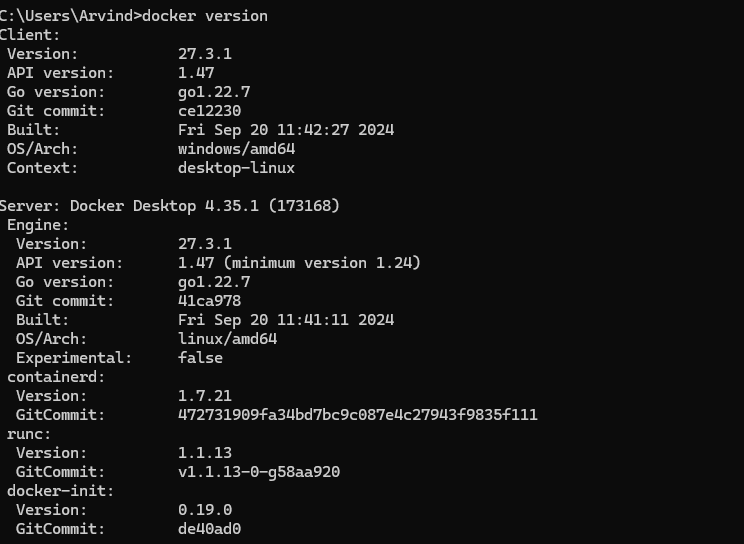 C:\Users\Arvind>docker version
Client:
 Version:           27.3.1
 API version:       1.47
 Go version:        go1.22.7
 Git commit:        ce12230
 Built:             Fri Sep 20 11:42:27 2024
 OS/Arch:           windows/amd64
 Context:           desktop-linux

Server: Docker Desktop 4.35.1 (173168)
 Engine:
  Version:          27.3.1
  API version:      1.47 (minimum version 1.24)
  Go version:       go1.22.7
  Git commit:       41ca978
  Built:            Fri Sep 20 11:41:11 2024
  OS/Arch:          linux/amd64
  Experimental:     false
 containerd:
  Version:          1.7.21
  GitCommit:        472731909fa34bd7bc9c087e4c27943f9835f111
 runc:
  Version:          1.1.13
  GitCommit:        v1.1.13-0-g58aa920
 docker-init:
  Version:          0.19.0
  GitCommit:        de40ad0